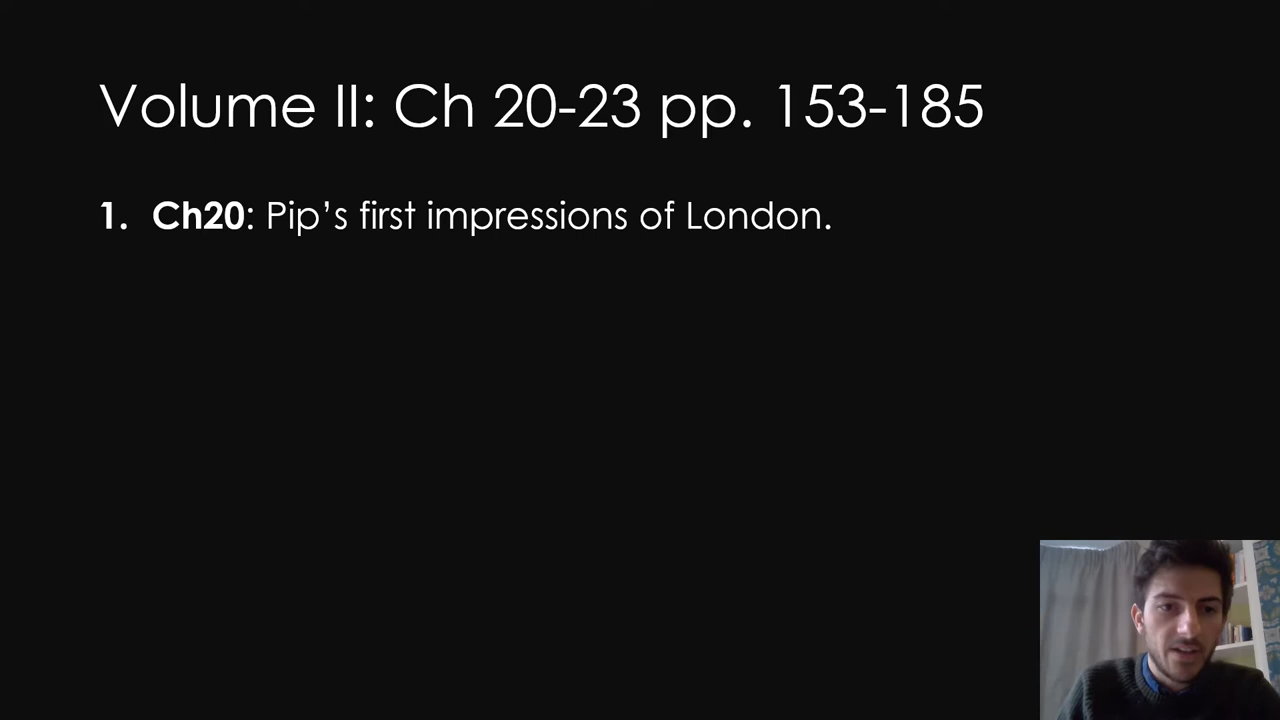 Volume II: Ch 20-23 pp. 153-185
1. Ch20: Pip’s first impressions of London.